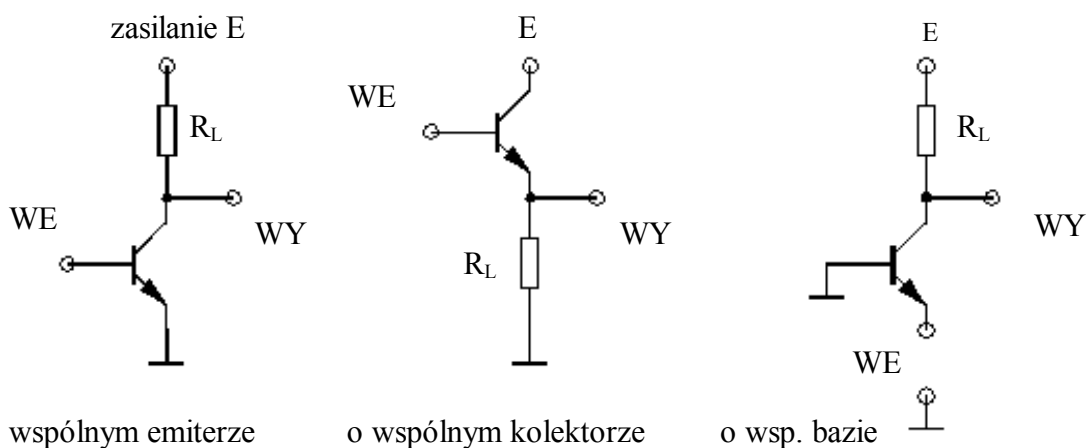 zasilanie E
R_L
WE
WY
wspólnym emiterze
E
WE
WY
R_L
o wspólnym kolektorze
E
R_L
WY
WE
o wsp. bazie